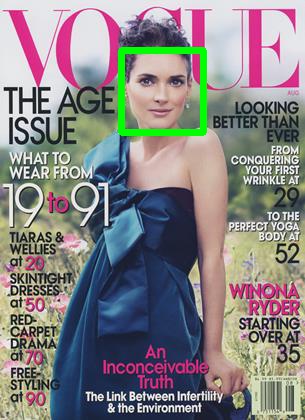 VOGUE
AUG
THE AGE
ISSUE
WHAT TO
WEAR FROM
19 to 91
TIARAS &
WELLIES
at 20
SKINTIGHT
DRESSES
at 50
RED-
CARPET
DRAMA
at 70
FREE-
STYLING
at 90
LOOKING
BETTER THAN
EVER
FROM
CONQUERING
YOUR FIRST
WRINKLE AT
29
TO THE
PERFECT YOGA
BODY AT
52
WINONA
RYDER
STARTING
OVER AT
35
An
Inconceivable
Truth
The Link Between Infertility
& the Environment